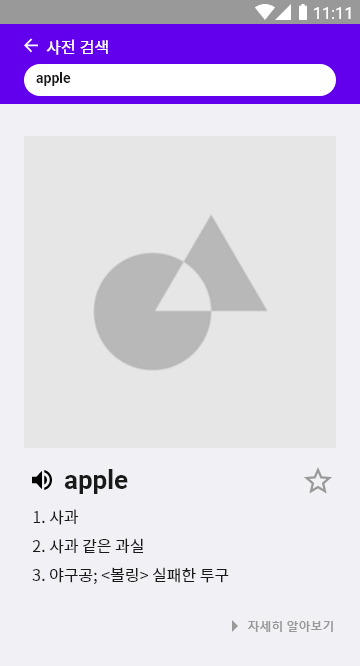 11:11
사전 검색
apple
apple
1. 사과
2. 사과 같은 과실
3. 야구공; <볼링> 실패한 투구
자세히 알아보기